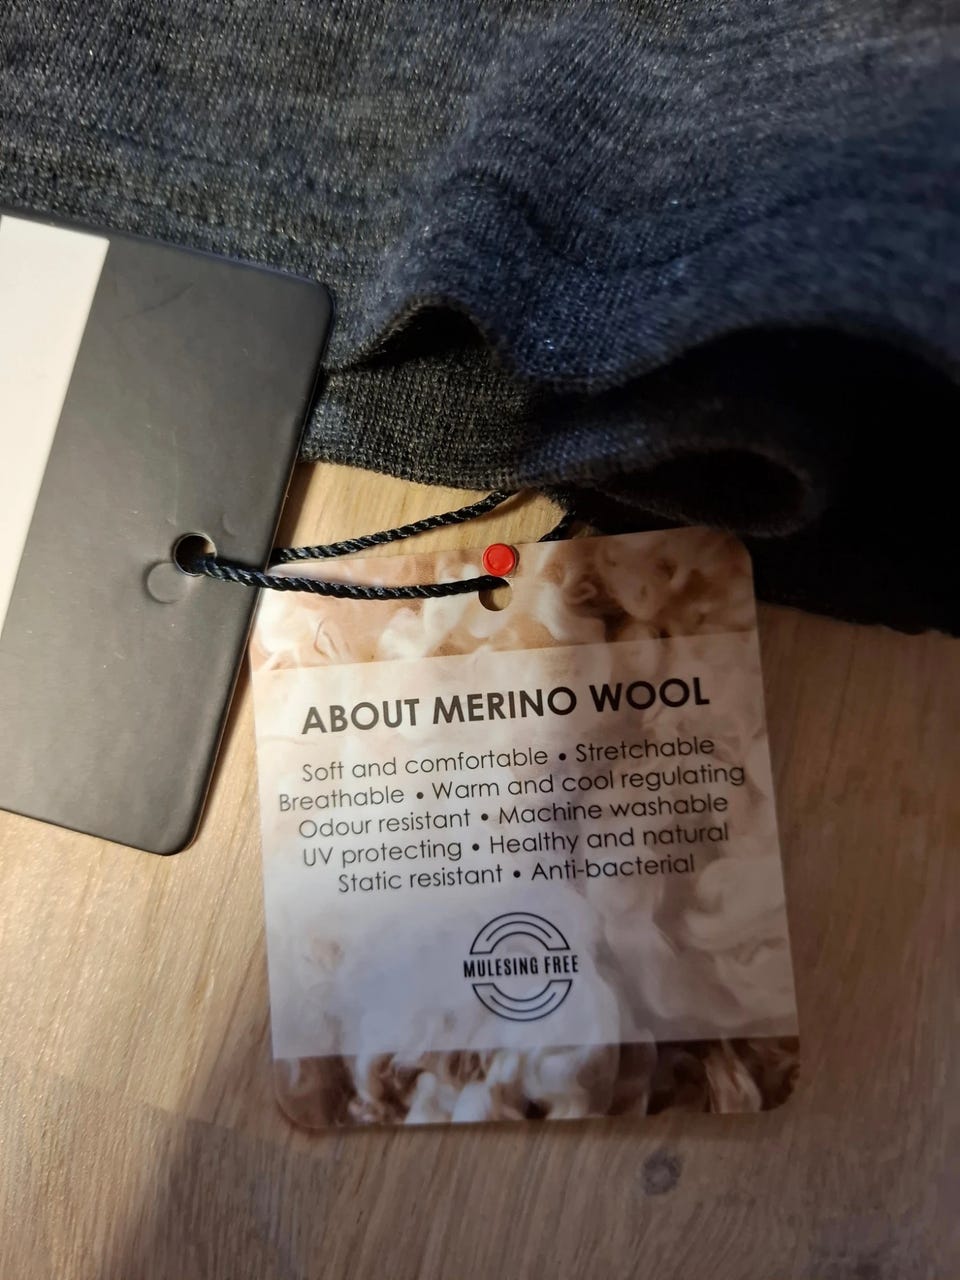 ABOUT MERINO WOOL
Soft and comfortable • Stretchable
Breathable • Warm and cool regulating
Odour resistant • Machine washable
UV protecting • Healthy and natural
Static resistant • Anti-bacterial
MULESING FREE